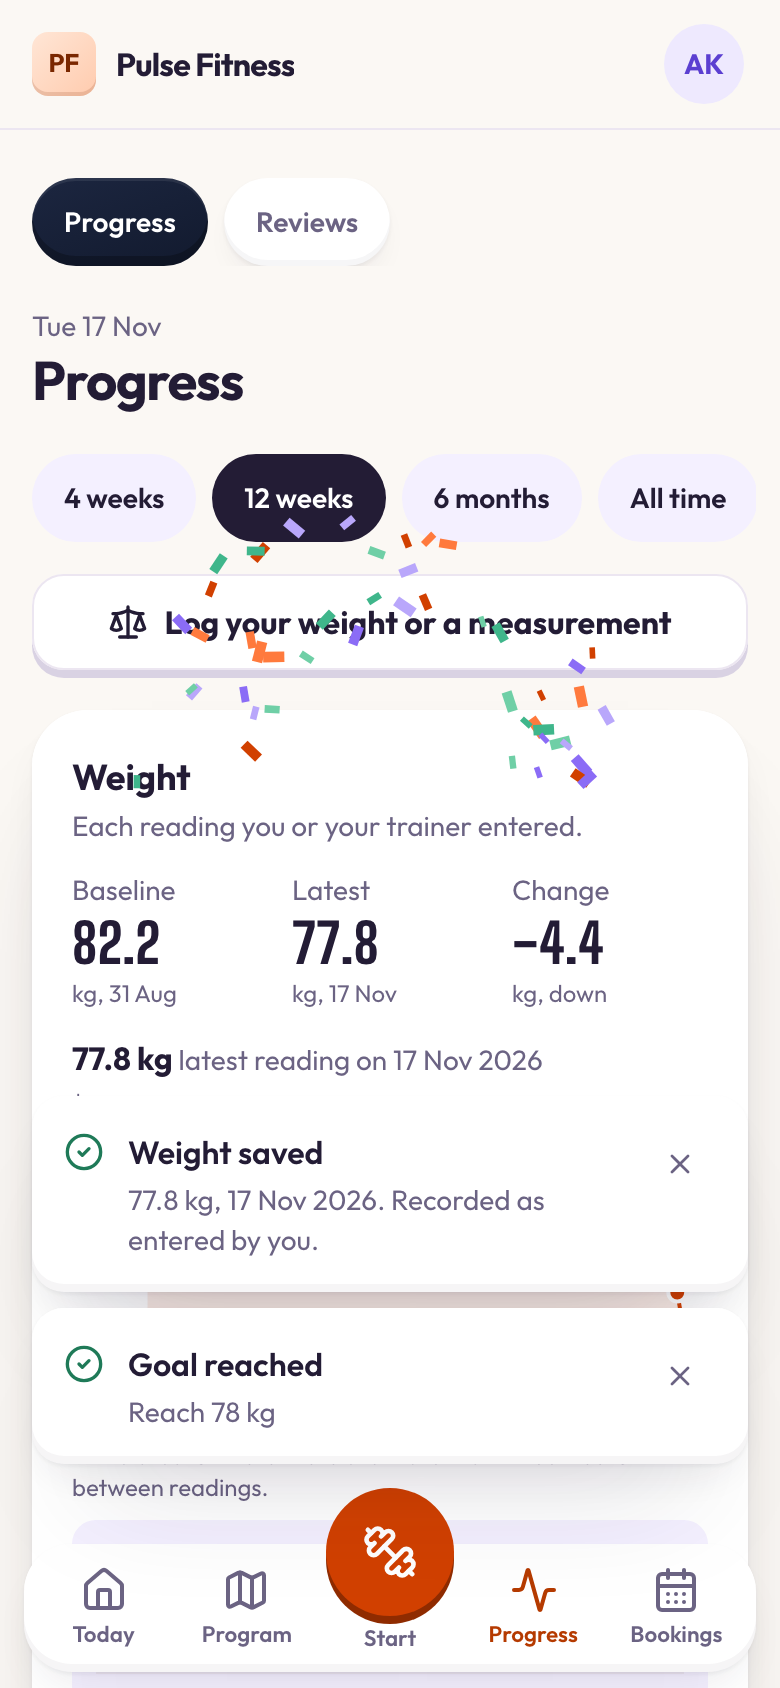 PF
Pulse Fitness
AK
Progress
Reviews
Tue 17 Nov
Progress
4 weeks
12 weeks
6 months
All time
Log your weight or a measurement
Weight
Each reading you or your trainer entered.
Baseline
Latest
Change
82.2
77.8
−4.4
kg, 31 Aug
kg, 17 Nov
kg, down
77.8 kg latest reading on 17 Nov 2026
Weight saved
77.8 kg, 17 Nov 2026. Recorded as
entered by you.
Goal reached
Reach 78 kg
between readings.
Today
Program
Start
Progress
Bookings